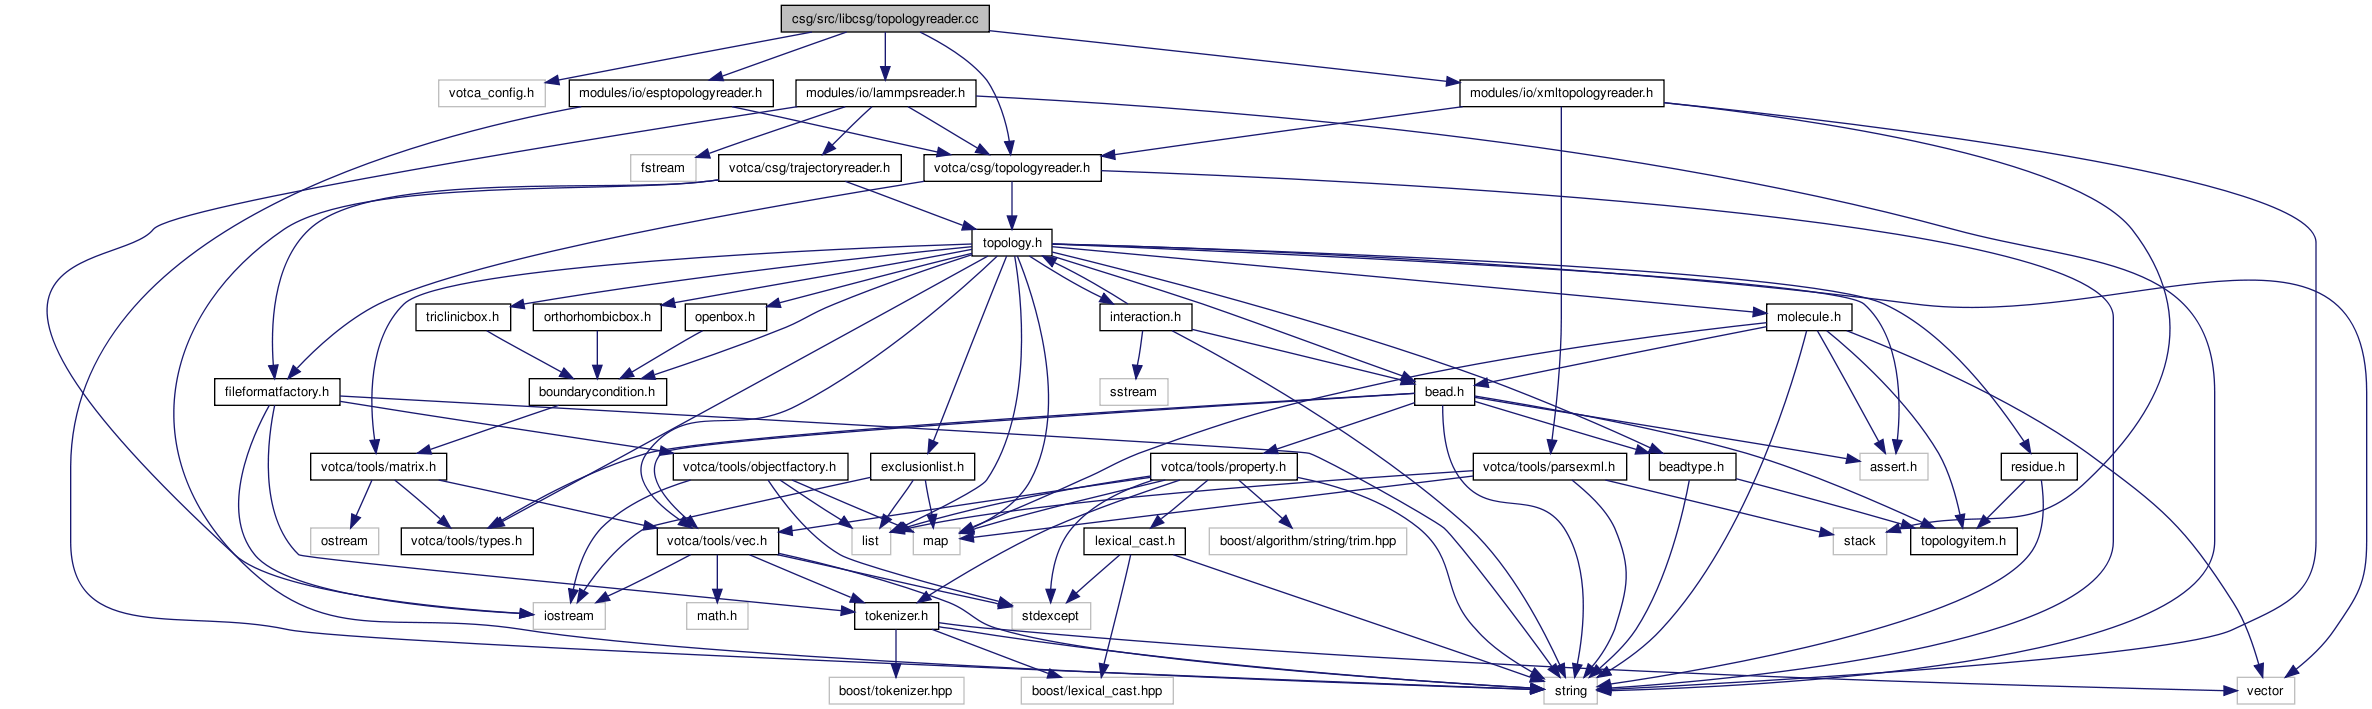 csg/src/libcsg/topologyreader.cc
votca_config.h
modules/io/esptopologyreader.h
modules/io/lammpsreader.h
modules/io/xmltopologyreader.h
fstream
votca/csg/trajectoryreader.h
votca/csg/topologyreader.h
topology.h
triclinicbox.h
orthorhombicbox.h
openbox.h
interaction.h
molecule.h
fileformatfactory.h
boundarycondition.h
sstream
bead.h
votca/tools/matrix.h
votca/tools/objectfactory.h
exclusionlist.h
votca/tools/property.h
votca/tools/parsexml.h
beadtype.h
assert.h
residue.h
ostream
votca/tools/types.h
votca/tools/vec.h
list
map
lexical_cast.h
boost/algorithm/string/trim.hpp
stack
topologyitem.h
iostream
math.h
tokenizer.h
stdexcept
boost/tokenizer.hpp
boost/lexical_cast.hpp
string
vector